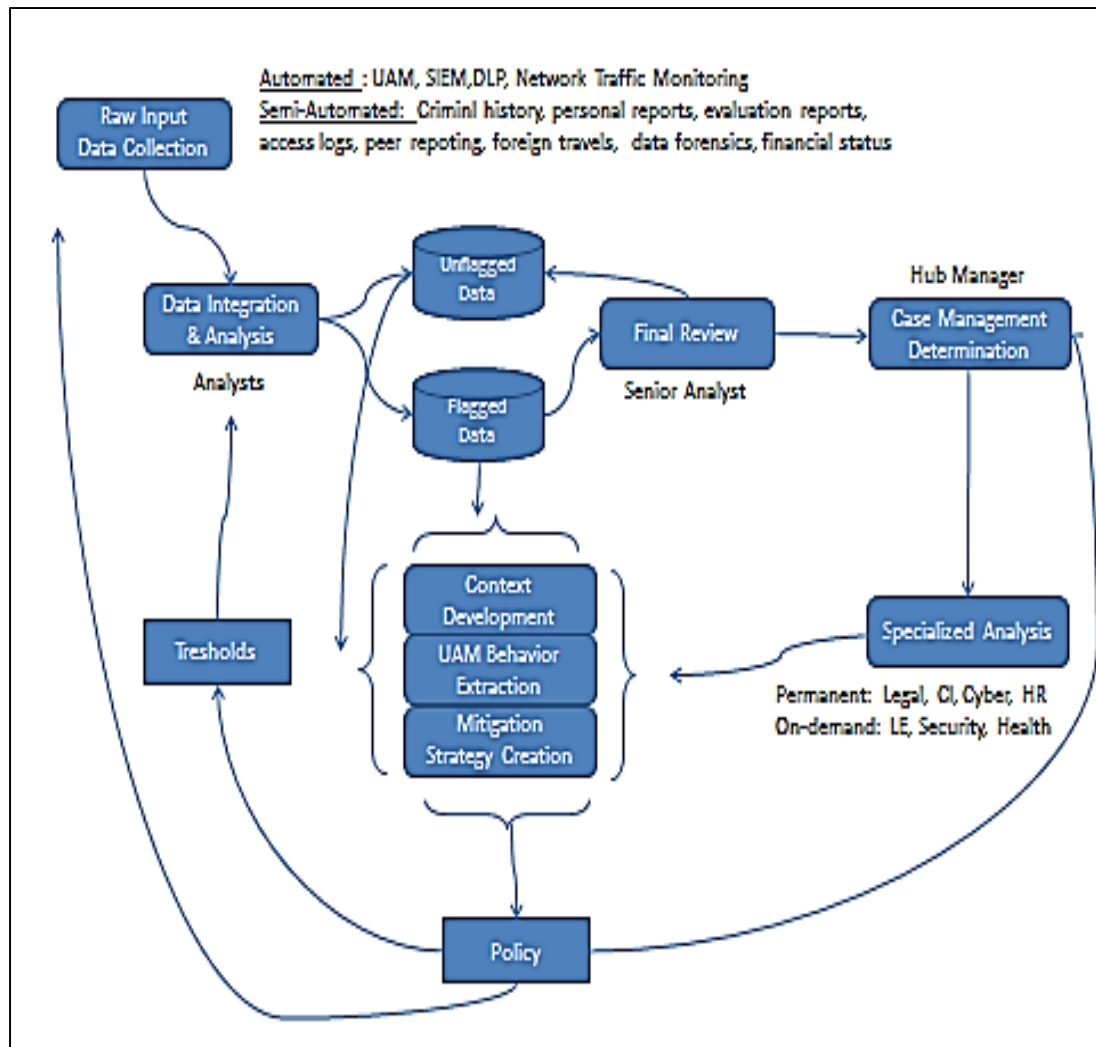 Automated : UAM, SIEM,DLP, Network Traffic Monitoring
Semi-Automated: Criminl history, personal reports, evaluation reports,
access logs, peer repoting, foreign travels, data forensics, financial status
Raw Input
Data Collection
Unflagged
Data
Hub Manager
Data Integration
& Analysis
Final Review
Case Management
Determination
Analysts
Senior Analyst
Flagged
Data
Context
Development
Tresholds
UAM Behavior
Extraction
Specialized Analysis
Mitigation
Strategy Creation
Permanent: Legal, CI, Cyber, HR
On-demand: LE, Security, Health
Policy